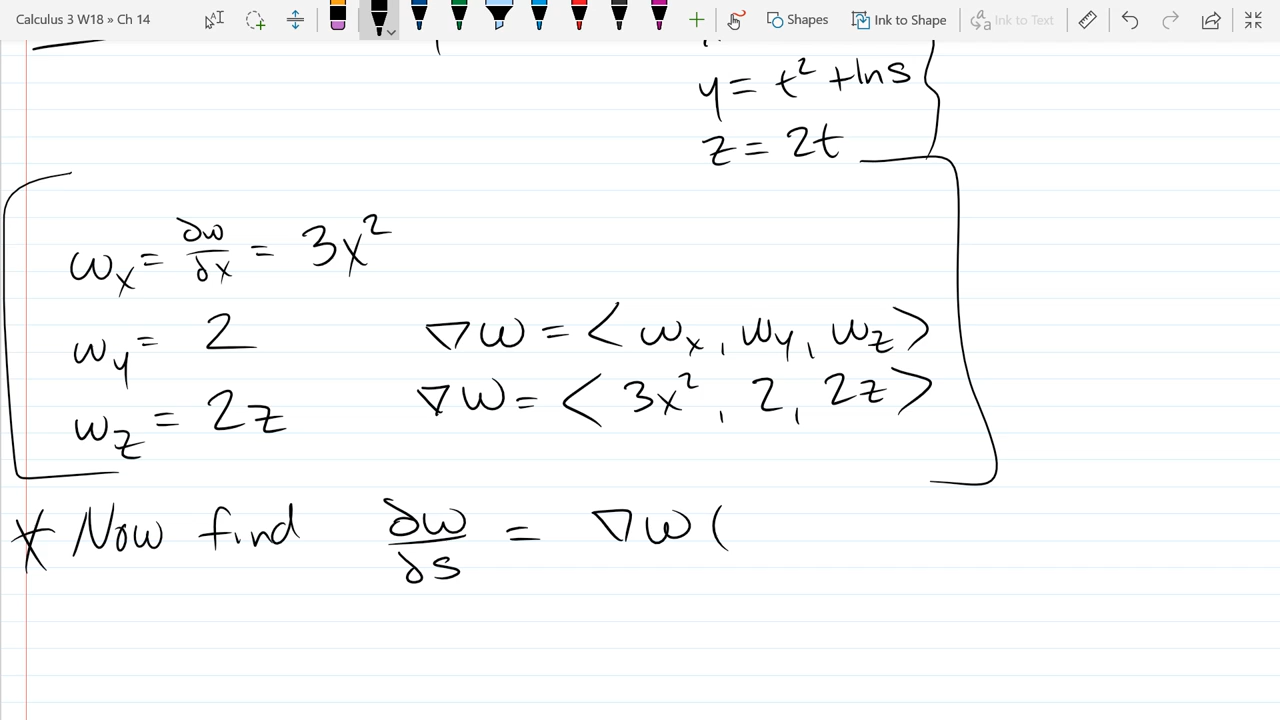 Calculus 3 W18 » Ch 14 Shapes Ink to Shape Ink to Text
y = t² + ln s
z = 2t
w_x = ∂w/∂x = 3x²
w_y = 2
∇w = < w_x, w_y, w_z >
w_z = 2z
∇w = < 3x², 2, 2z >
* Now find ∂w/∂s = ∇w (